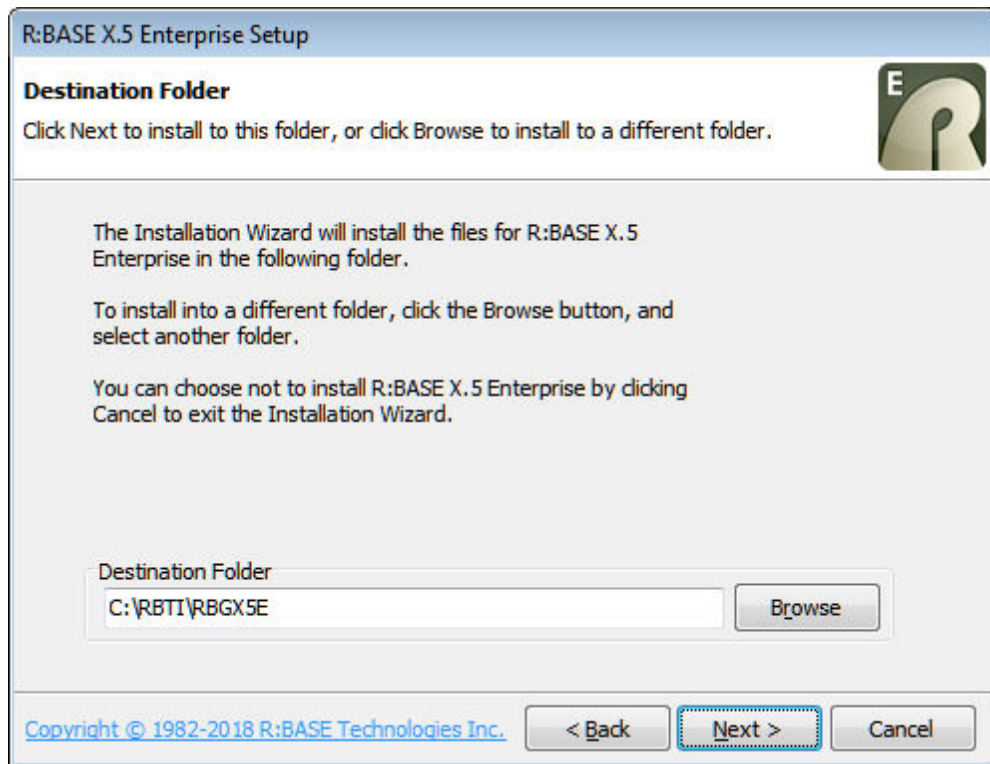 R:BASE X.5 Enterprise Setup
Destination Folder
Click Next to install to this folder, or click Browse to install to a different folder.
E
R
The Installation Wizard will install the files for R:BASE X.5
Enterprise in the following folder.
To install into a different folder, click the Browse button, and
select another folder.
You can choose not to install R:BASE X.5 Enterprise by clicking
Cancel to exit the Installation Wizard.
Destination Folder
C:\RBTI\RBGX5E
Browse
Copyright © 1982-2018 R:BASE Technologies Inc.
< Back
Next >
Cancel